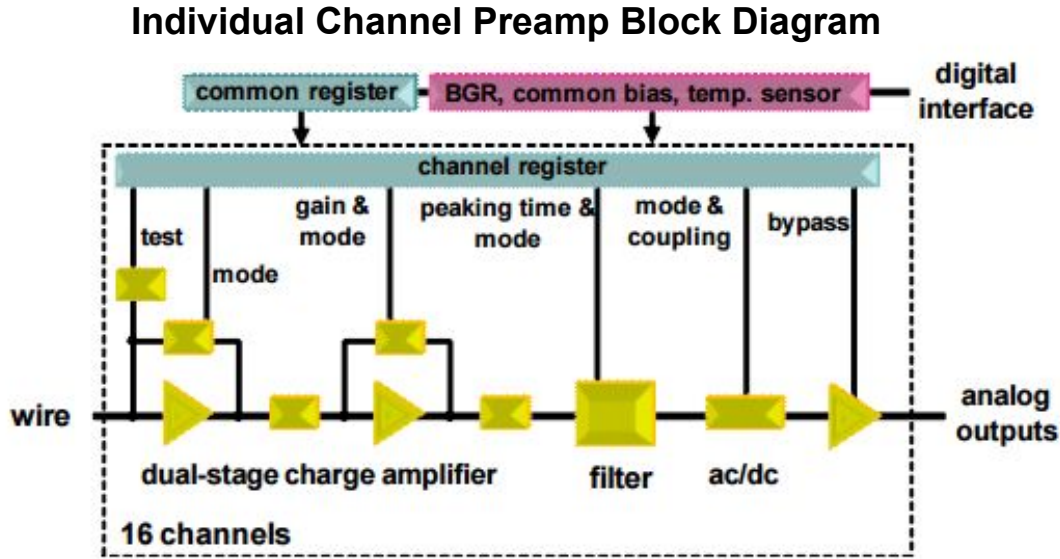 Individual Channel Preamp Block Diagram
common register
BGR, common bias, temp. sensor
digital
interface
channel register
test
mode
gain &
mode
peaking time &
mode
mode &
coupling
bypass
wire
analog
outputs
dual-stage charge amplifier
filter
ac/dc
16 channels